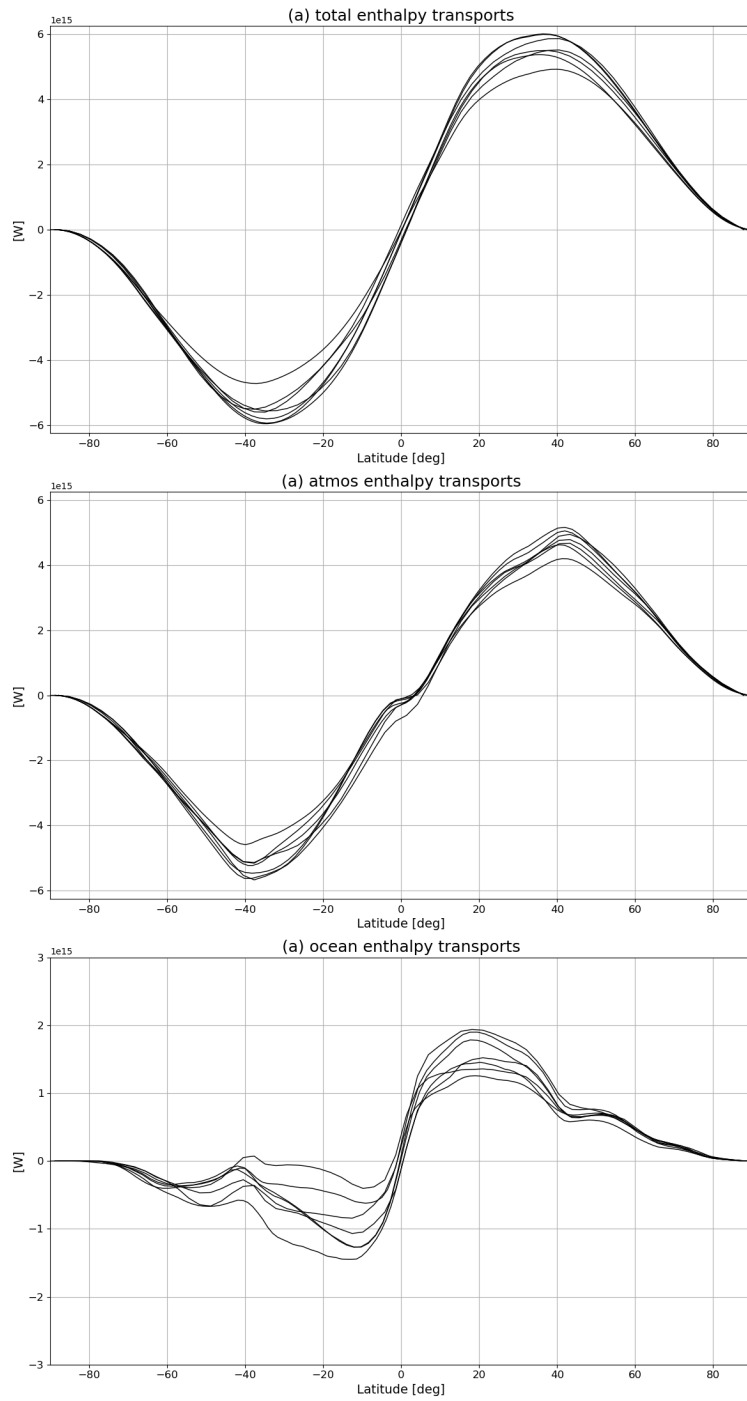 (a) total enthalpy transports
1e15
6
4
2
0
−2
−4
−6
[W]
−80 −60 −40 −20 0 20 40 60 80
Latitude [deg]
(a) atmos enthalpy transports
1e15
6
4
2
0
−2
−4
−6
[W]
−80 −60 −40 −20 0 20 40 60 80
Latitude [deg]
(a) ocean enthalpy transports
1e15
3
2
1
0
−1
−2
−3
[W]
−80 −60 −40 −20 0 20 40 60 80
Latitude [deg]